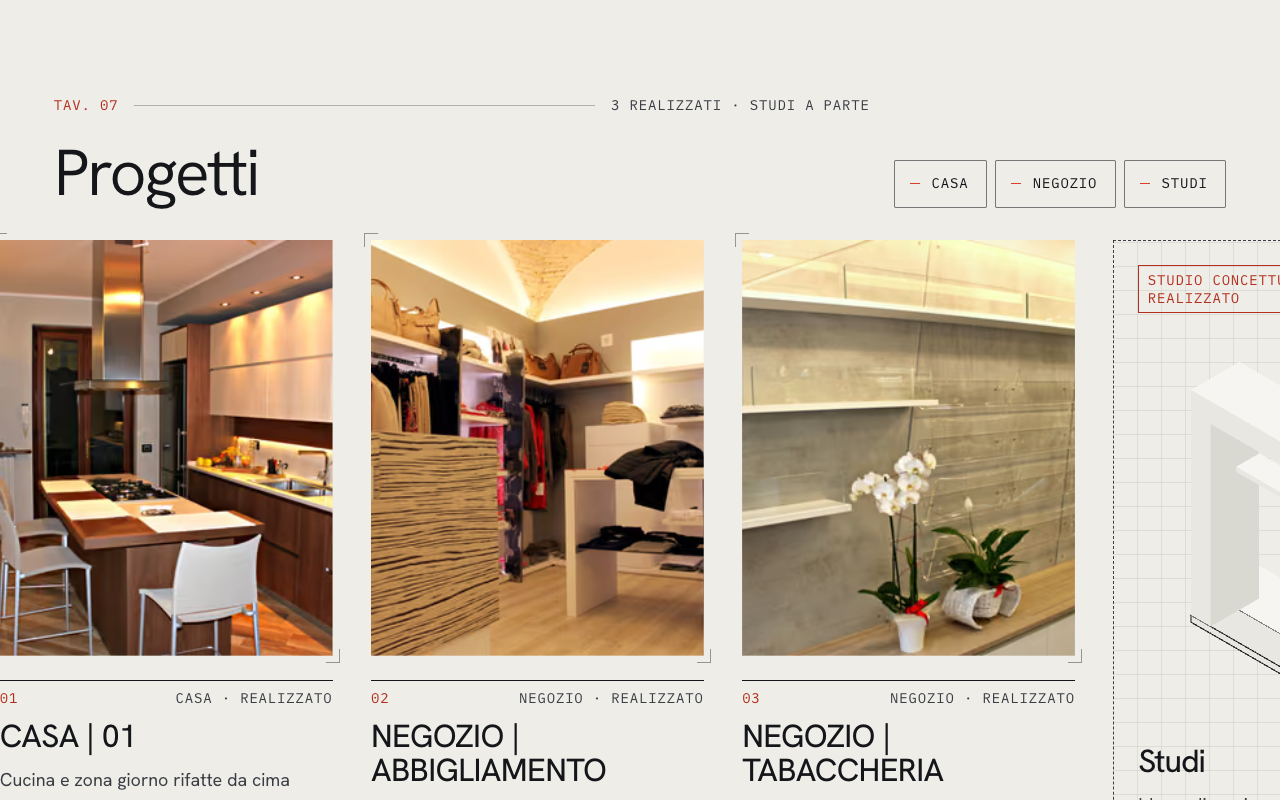 TAV. 07
3 REALIZZATI · STUDI A PARTE
Progetti
— CASA
— NEGOZIO
— STUDI
01
CASA · REALIZZATO
CASA | 01
Cucina e zona giorno rifatte da cima
02
NEGOZIO · REALIZZATO
NEGOZIO |
ABBIGLIAMENTO
03
NEGOZIO · REALIZZATO
NEGOZIO |
TABACCHERIA
STUDIO
REALIZZATO
Studi